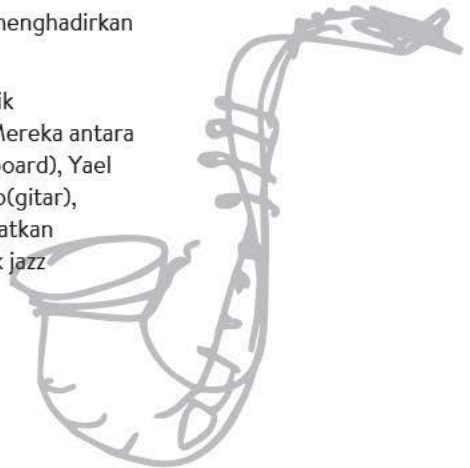 menghadirkan
ik
Mereka antara
board), Yael
o(gitar),
atkan
k jazz